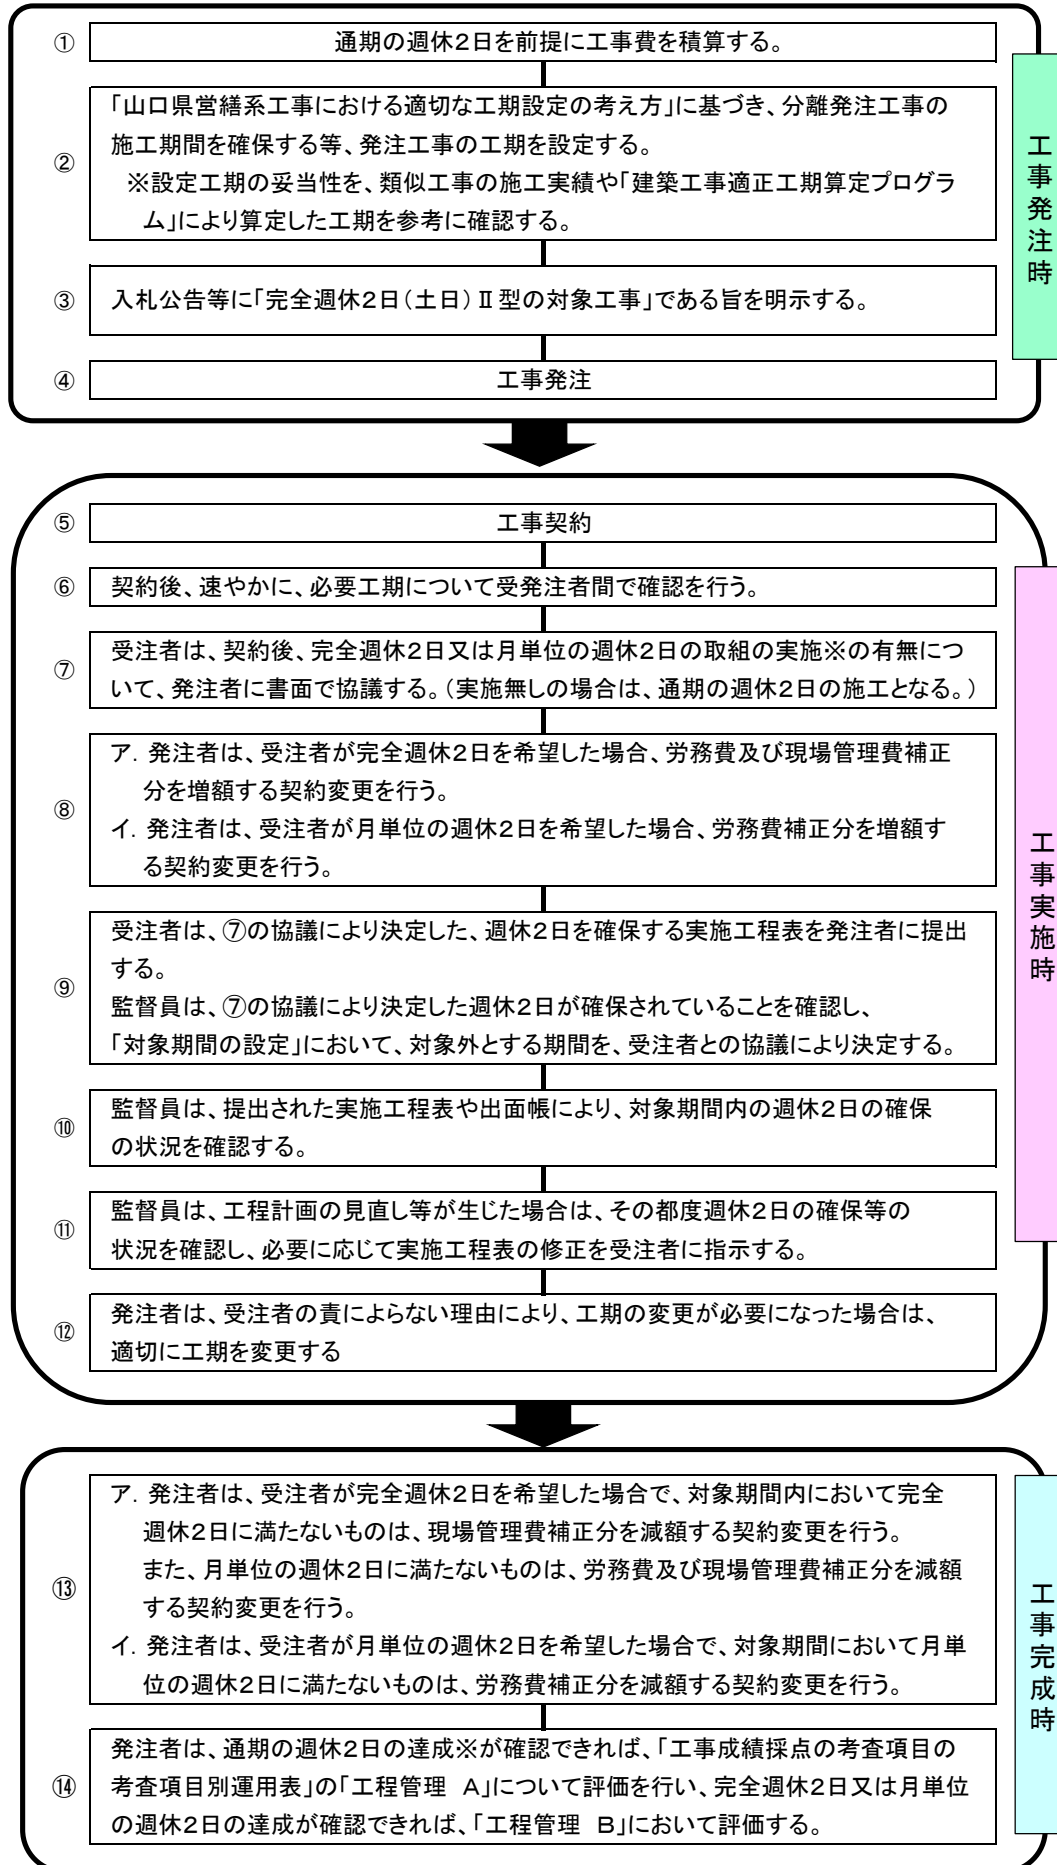 ① 通期の週休2日を前提に工事費を積算する。
「山口県営繕系工事における適切な工期設定の考え方」に基づき、分離発注工事の
② 施工期間を確保する等、発注工事の工期を設定する。
※設定工期の妥当性を、類似工事の施工実績や「建築工事適正工期算定プログラ
ム」により算定した工期を参考に確認する。
③ 入札公告等に「完全週休2日(土日)Ⅱ型の対象工事」である旨を明示する。
④ 工事発注
工事発注時
⑤ 工事契約
⑥ 契約後、速やかに、必要工期について受発注者間で確認を行う。
⑦ 受注者は、契約後、完全週休2日又は月単位の週休2日の取組の実施※の有無につ
いて、発注者に書面で協議する。(実施無しの場合は、通期の週休2日の施工となる。)
⑧ ア. 発注者は、受注者が完全週休2日を希望した場合、労務費及び現場管理費補正
分を増額する契約変更を行う。
イ. 発注者は、受注者が月単位の週休2日を希望した場合、労務費補正分を増額す
る契約変更を行う。
⑨ 受注者は、⑦の協議により決定した、週休2日を確保する実施工程表を発注者に提出
する。
監督員は、⑦の協議により決定した週休2日が確保されていることを確認し、
「対象期間の設定」において、対象外とする期間を、受注者との協議により決定する。
⑩ 監督員は、提出された実施工程表や出面帳により、対象期間内の週休2日の確保
の状況を確認する。
⑪ 監督員は、工程計画の見直し等が生じた場合は、その都度週休2日の確保等の
状況を確認し、必要に応じて実施工程表の修正を受注者に指示する。
⑫ 発注者は、受注者の責によらない理由により、工期の変更が必要になった場合は、
適切に工期を変更する
工事実施時
⑬ ア. 発注者は、受注者が完全週休2日を希望した場合で、対象期間内において完全
週休2日に満たないものは、現場管理費補正分を減額する契約変更を行う。
また、月単位の週休2日に満たないものは、労務費及び現場管理費補正分を減額
する契約変更を行う。
イ. 発注者は、受注者が月単位の週休2日を希望した場合で、対象期間において月単
位の週休2日に満たないものは、労務費補正分を減額する契約変更を行う。
⑭ 発注者は、通期の週休2日の達成※が確認できれば、「工事成績採点の考査項目の
考査項目別運用表」の「工程管理 A」について評価を行い、完全週休2日又は月単位
の週休2日の達成が確認できれば、「工程管理 B」において評価する。
工事完成時